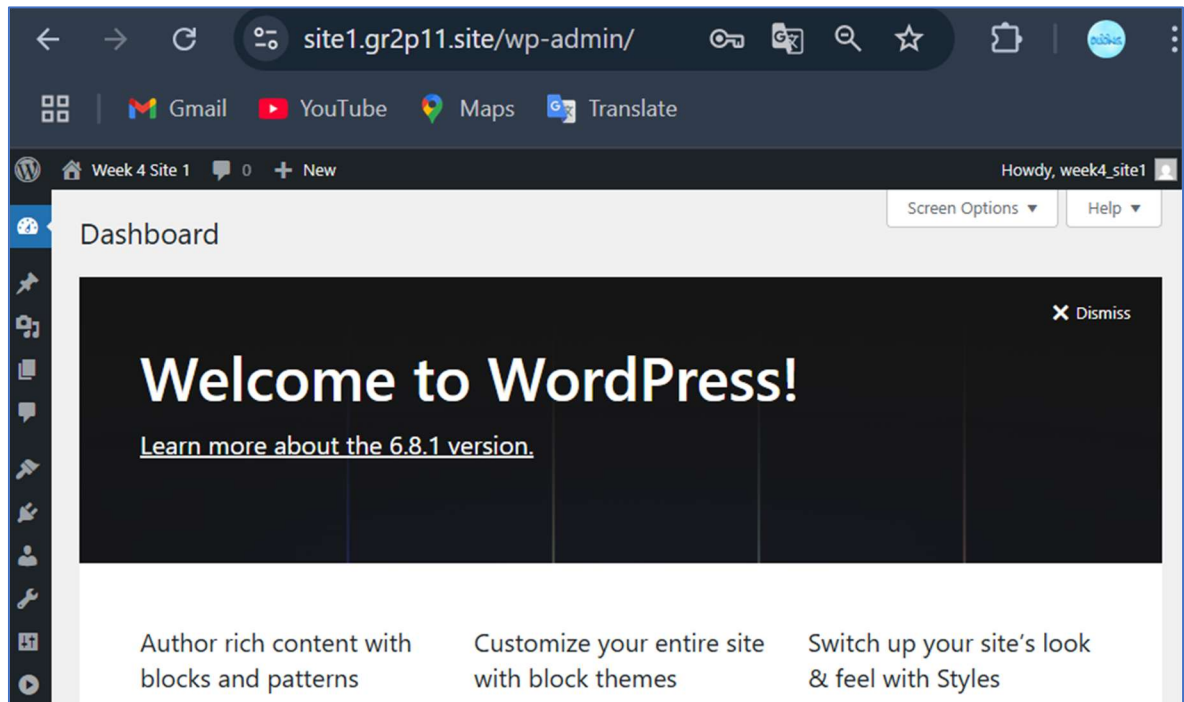 site1.gr2p11.site/wp-admin/
Gmail YouTube Maps Translate
Week 4 Site 1 0 New Howdy, week4_site1
Screen Options Help
Dashboard
Dismiss
Welcome to WordPress!
Learn more about the 6.8.1 version.
Author rich content with Customize your entire site Switch up your site's look
blocks and patterns with block themes & feel with Styles